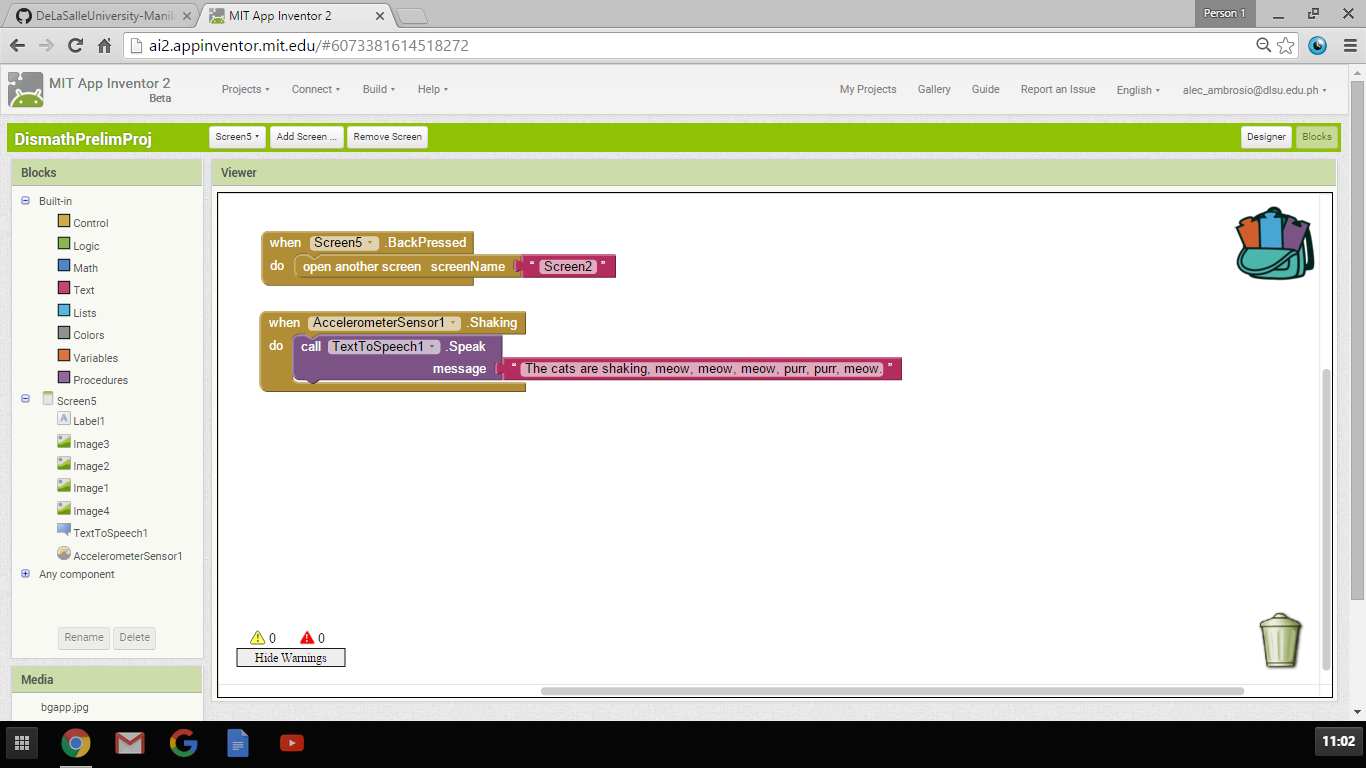 DeLaSalleUniversity-Manil
MIT App Inventor 2
Person 1
ai2.appinventor.mit.edu/#6073381614518272
MIT App Inventor 2
Beta
Projects
Connect
Build
Help
My Projects
Gallery
Guide
Report an Issue
English
alec_ambrosio@dlsu.edu.ph
DismathPrelimProj
Screen5
Add Screen ...
Remove Screen
Designer
Blocks
Blocks
Built-in
Control
Logic
Math
Text
Lists
Colors
Variables
Procedures
Screen5
Label1
Image3
Image2
Image1
Image4
TextToSpeech1
AccelerometerSensor1
Any component
Rename
Delete
Media
bgapp.jpg
Viewer
when Screen5 .BackPressed
do open another screen screenName " Screen2 "
when AccelerometerSensor1 .Shaking
do call TextToSpeech1 .Speak
message " The cats are shaking, meow, meow, meow, purr, purr, meow. "
0 0
Hide Warnings
11:02